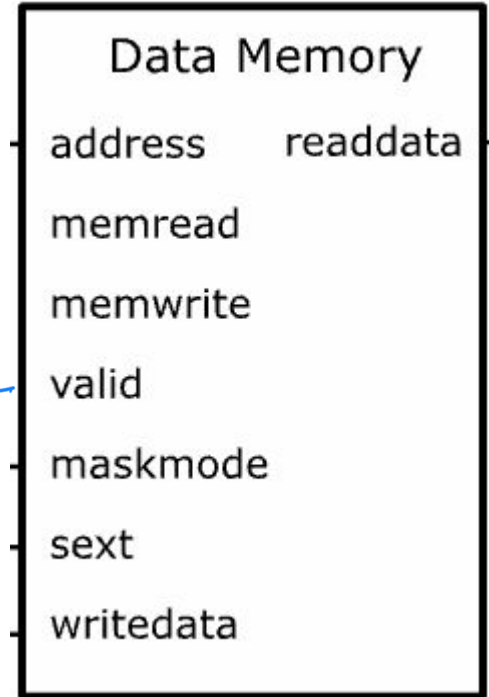 Data Memory
address readdata
memread
memwrite
valid
maskmode
sext
writedata